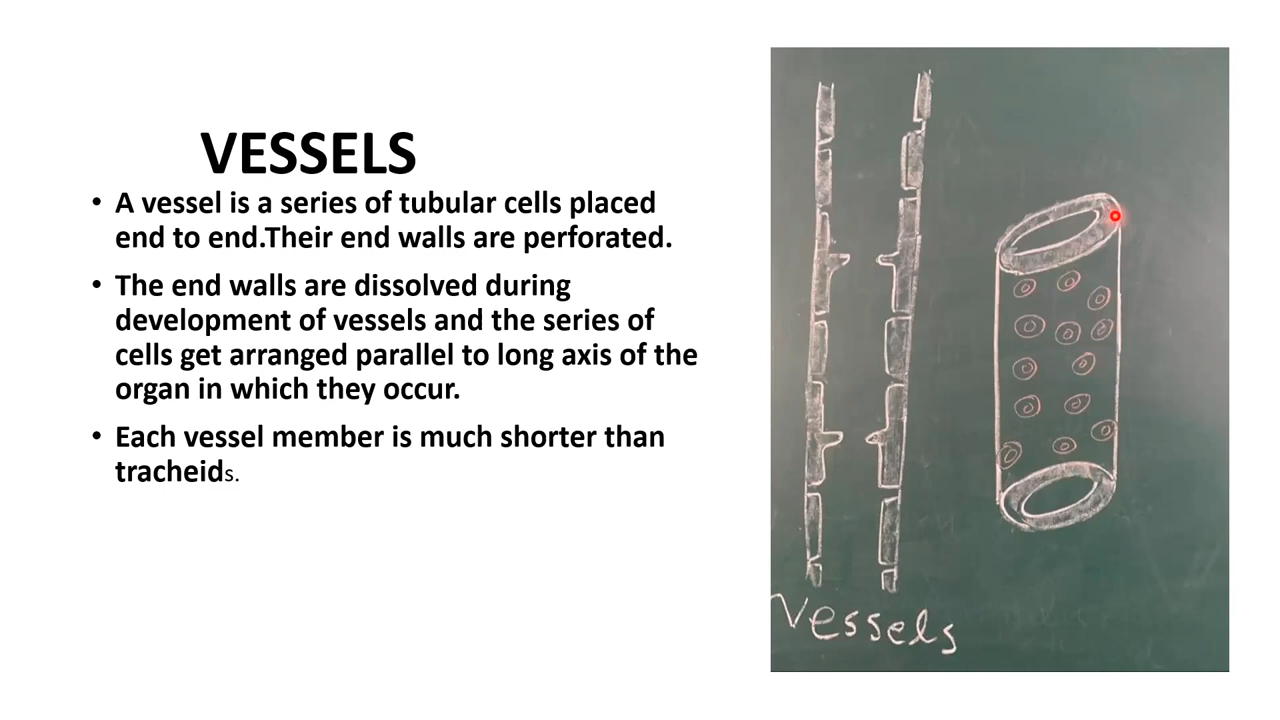 VESSELS
• A vessel is a series of tubular cells placed
end to end.Their end walls are perforated.
• The end walls are dissolved during
development of vessels and the series of
cells get arranged parallel to long axis of the
organ in which they occur.
• Each vessel member is much shorter than
tracheids.
Vessels